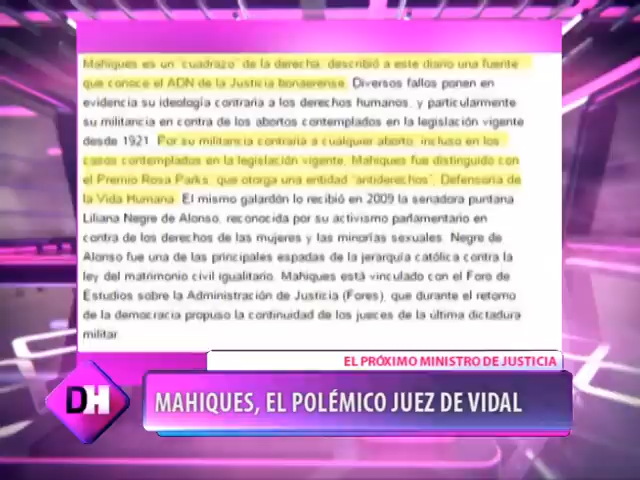 Mahiques es un "cuadrazo" de la derecha, describió a este diario una fuente
que conoce el ADN de la Justicia bonaerense. Diversos fallos ponen en
evidencia su ideología contraria a los derechos humanos, y particularmente
su militancia en contra de los abortos contemplados en la legislación vigente
desde 1921. Por su militancia contraria a cualquier aborto, incluso en los
casos contemplados en la legislación vigente, Mahiques fue distinguido con
el Premio Rosa Parks, que otorga una entidad "antiderechos", Defensoría de
la Vida Humana. El mismo galardón lo recibió en 2009 la senadora puntana
Liliana Negre de Alonso, reconocida por su activismo parlamentario en
contra de los derechos de las mujeres y las minorías sexuales. Negre de
Alonso fue una de las principales espadas de la jerarquía católica contra la
ley del matrimonio civil igualitario. Mahiques está vinculado con el Foro de
Estudios sobre la Administración de Justicia (Fores), que durante el retorno
de la democracia propuso la continuidad de los jueces de la última dictadura
militar.
EL PRÓXIMO MINISTRO DE JUSTICIA
DH
MAHIQUES, EL POLÉMICO JUEZ DE VIDAL